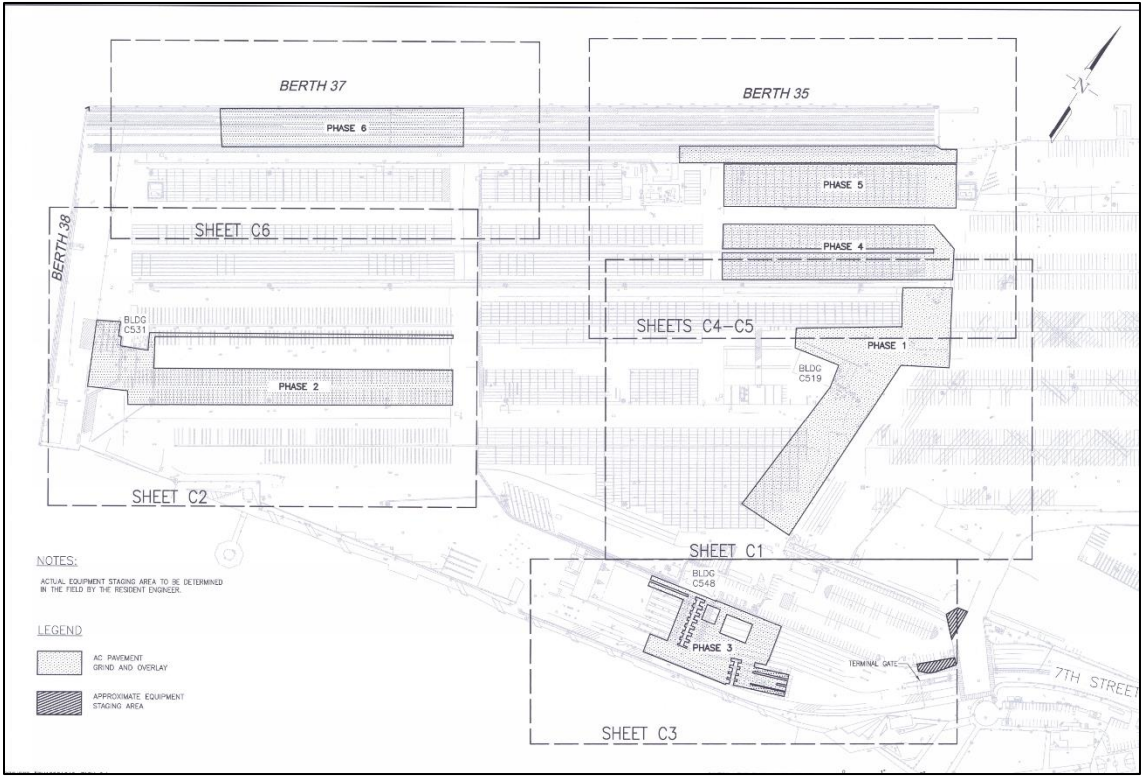 BERTH 37
BERTH 35
N
PHASE 6
PHASE 5
SHEET C6
BERTH 38
PHASE 4
BLDG
C531
SHEETS C4-C5
PHASE 1
BLDG
C519
PHASE 2
SHEET C2
SHEET C1
NOTES:
ACTUAL EQUIPMENT STAGING AREA TO BE DETERMINED
IN THE FIELD BY THE RESIDENT ENGINEER.
BLDG
C548
LEGEND
AC PAVEMENT
GRIND AND OVERLAY
PHASE 3
TERMINAL GATE
7TH STREET
APPROXIMATE EQUIPMENT
STAGING AREA
SHEET C3